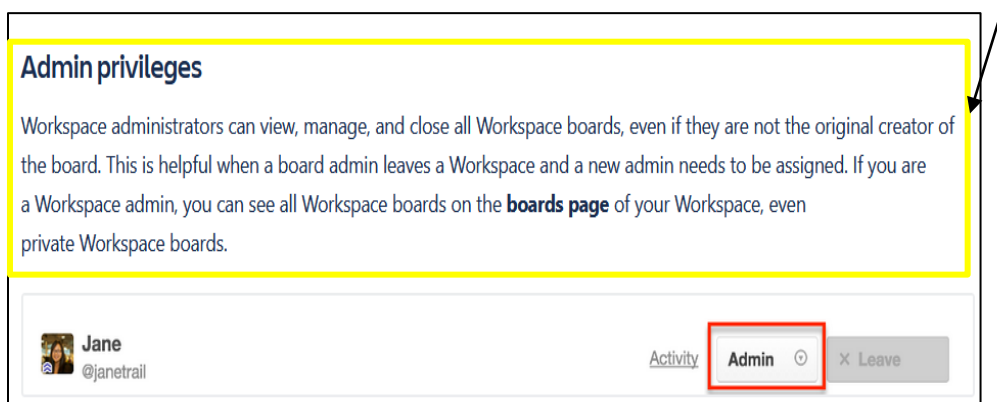 Admin privileges
Workspace administrators can view, manage, and close all Workspace boards, even if they are not the original creator of
the board. This is helpful when a board admin leaves a Workspace and a new admin needs to be assigned. If you are
a Workspace admin, you can see all Workspace boards on the boards page of your Workspace, even
private Workspace boards.
Jane
@janetrail
Activity Admin × Leave